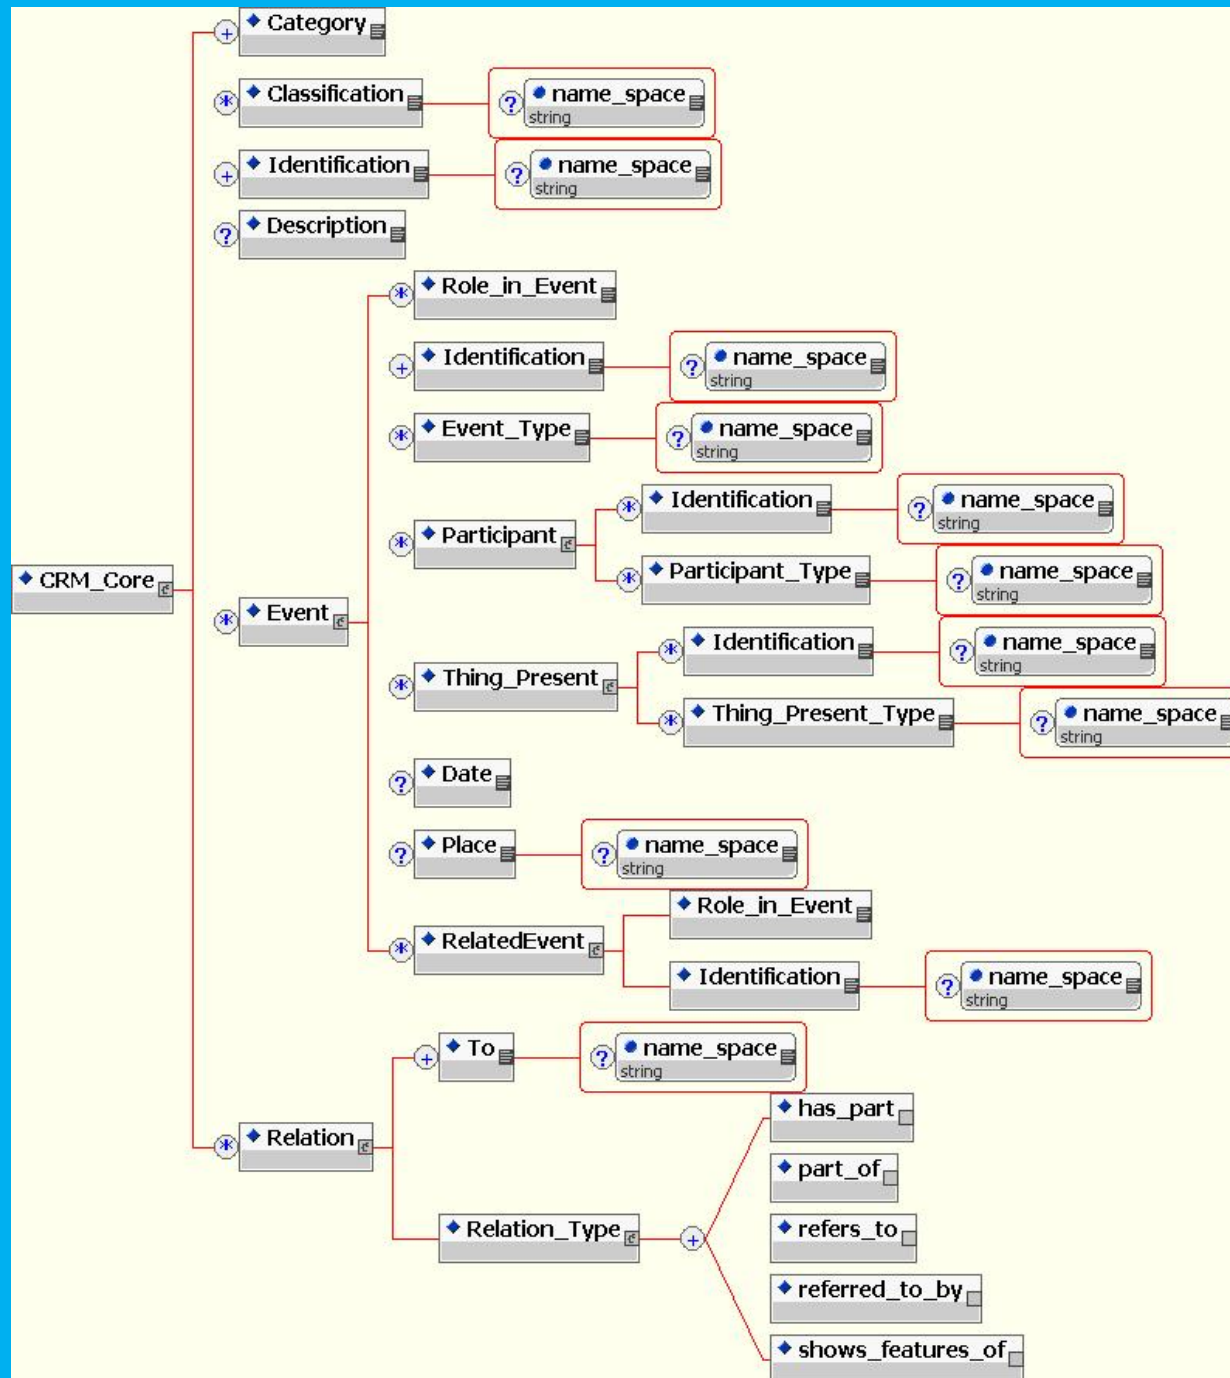 + Category
* Classification
? name_space
string
+ Identification
? name_space
string
? Description
* Role_in_Event
+ Identification
? name_space
string
* Event_Type
? name_space
string
* Participant
* Identification
? name_space
string
* Participant_Type
? name_space
string
CRM_Core
* Event
* Thing_Present
* Identification
? name_space
string
* Thing_Present_Type
? name_space
string
? Date
? Place
? name_space
string
* RelatedEvent
Role_in_Event
Identification
? name_space
string
* Relation
+ To
? name_space
string
Relation_Type
+
has_part
part_of
refers_to
referred_to_by
shows_features_of